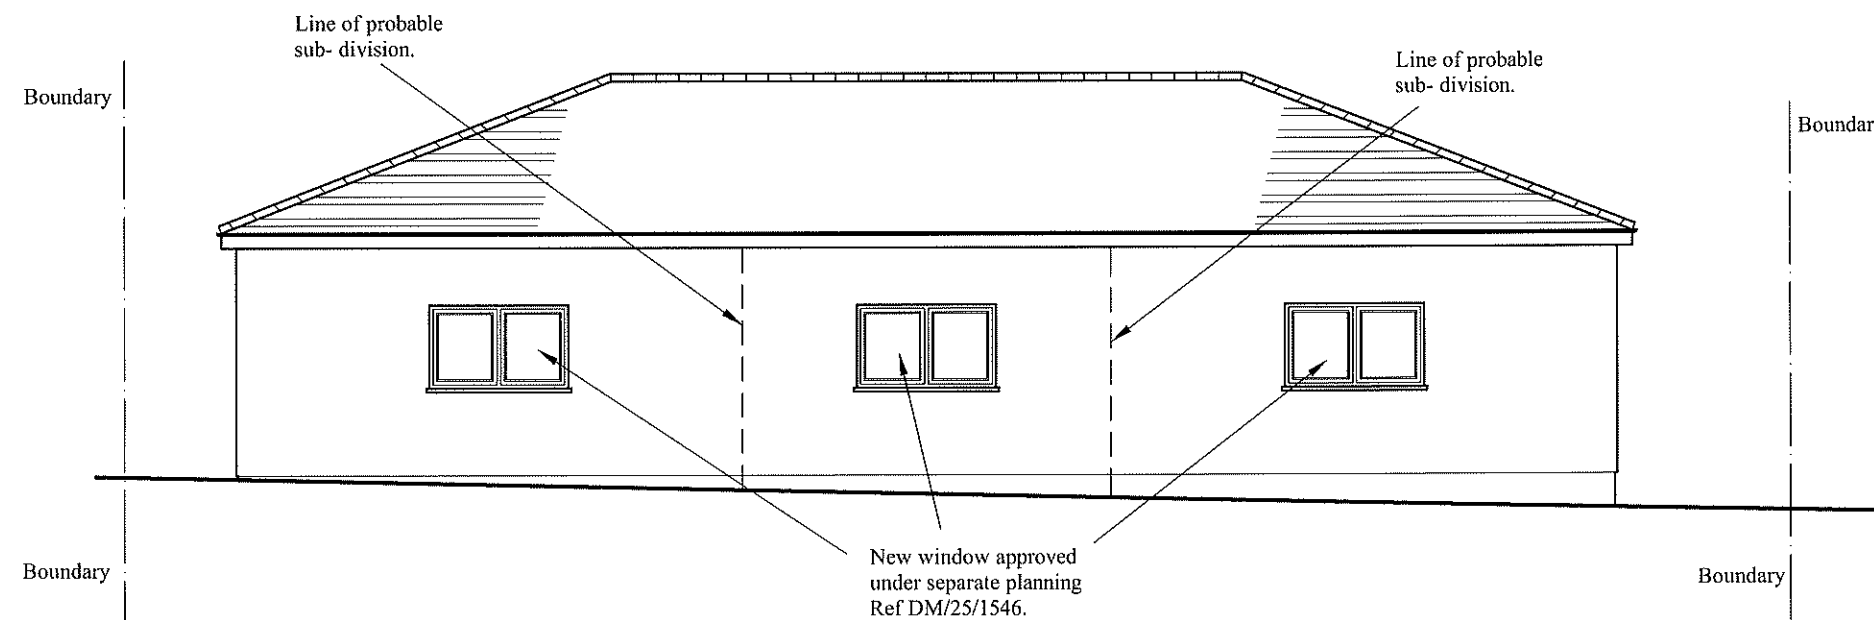 Line of probable
sub- division.
Line of probable
sub- division.
Boundary
Boundar
New window approved
under separate planning
Ref DM/25/1546.
Boundary
Boundary